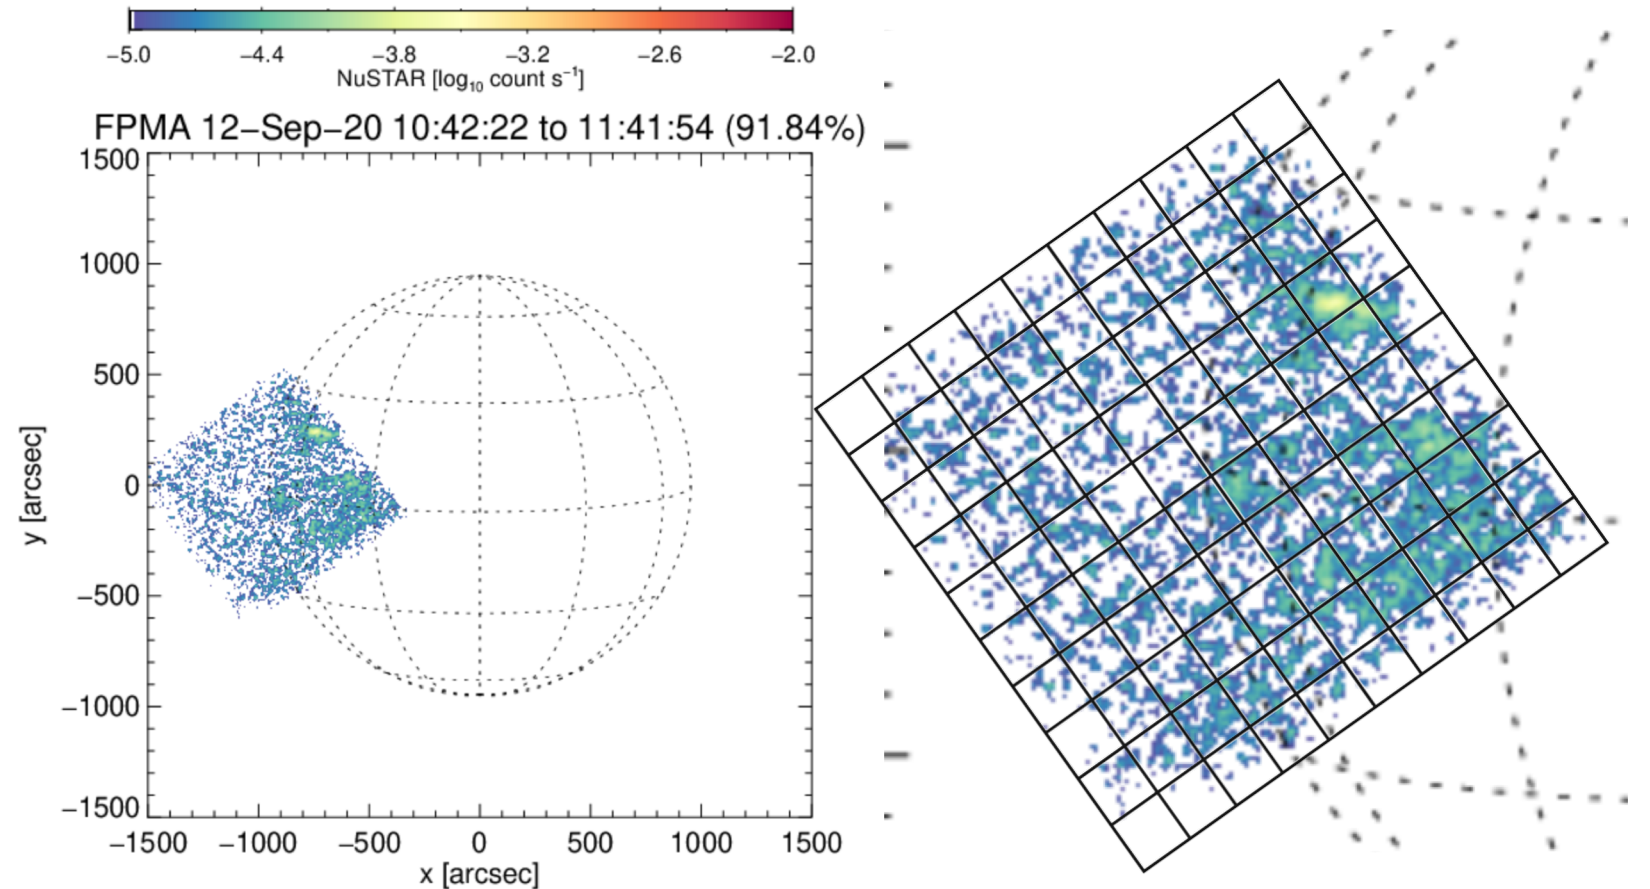 −5.0 −4.4 −3.8 −3.2 −2.6 −2.0
NuSTAR [log₁₀ count s⁻¹]
FPMA 12−Sep−20 10:42:22 to 11:41:54 (91.84%)
1500
1000
500
0
−500
−1000
−1500
y [arcsec]
−1500 −1000 −500 0 500 1000 1500
x [arcsec]